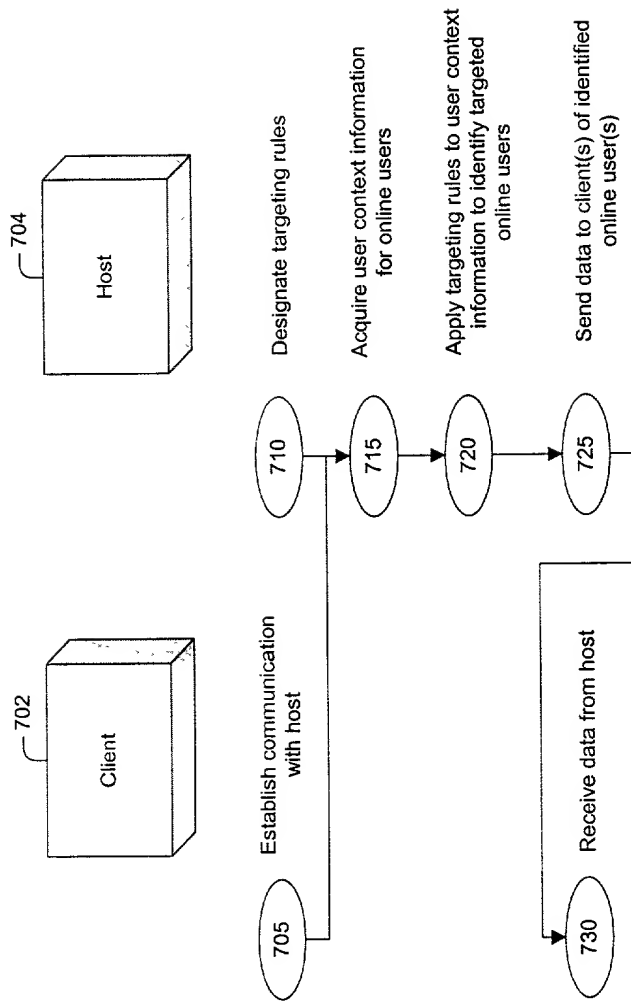 702
Client
704
Host
705
Establish communication
with host
710
Designate targeting rules
715
Acquire user context information
for online users
720
Apply targeting rules to user context
information to identify targeted
online users
725
Send data to client(s) of identified
online user(s)
730
Receive data from host